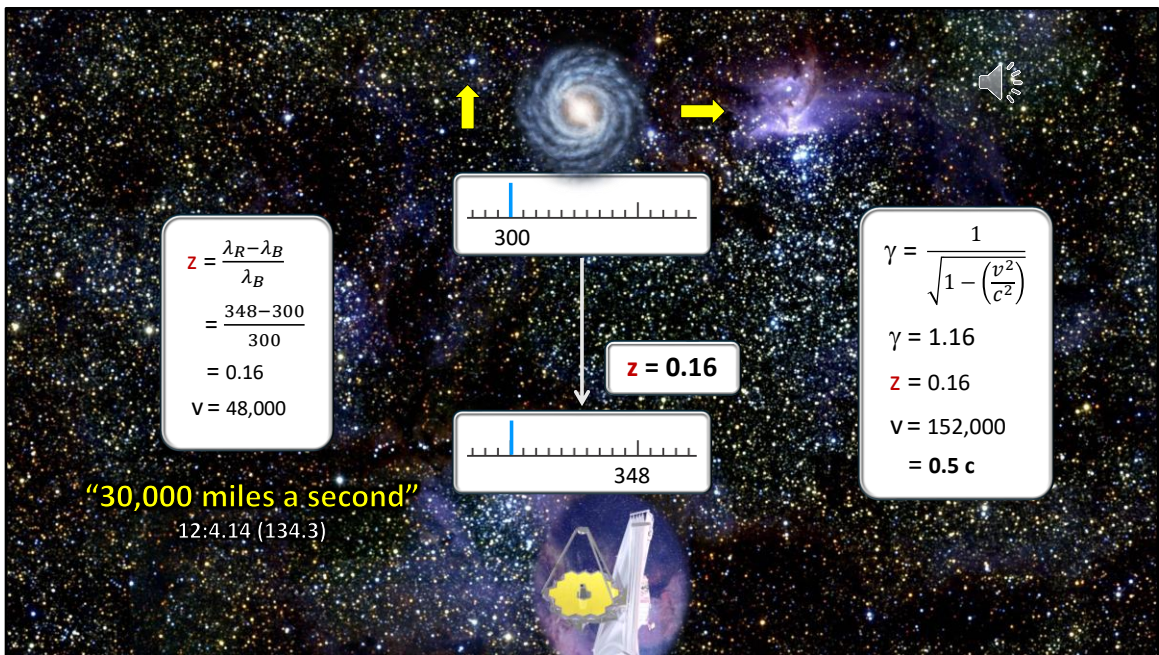 300
z = (λR−λB)/λB
= (348−300)/300
= 0.16
v = 48,000
z = 0.16
348
γ = 1/√(1 − (v²/c²))
γ = 1.16
z = 0.16
v = 152,000
= 0.5 c
“30,000 miles a second”
12:4.14 (134.3)